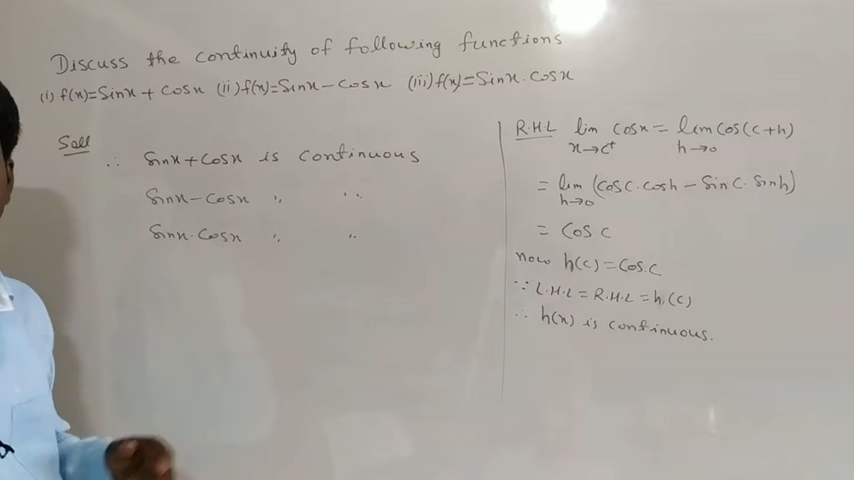 Discuss the continuity of following functions.
(i) f(x)=Sinx + Cosx (ii) f(x)=Sinx - Cosx (iii) f(x)=Sinx. Cosx
Soll
∴ Sinx + Cosx is continuous
Sinx - Cosx " "
Sinx. Cosx " "
R.H.L lim Cosx = lim Cos(c+h)
x→c⁺ h→0
= lim (Cosc. Cosh - Sinc. Sinh)
h→0
= Cos c
now h(c) = Cos.c
∵ L.H.L = R.H.L = h.(c)
∴ h(x) is continuous.